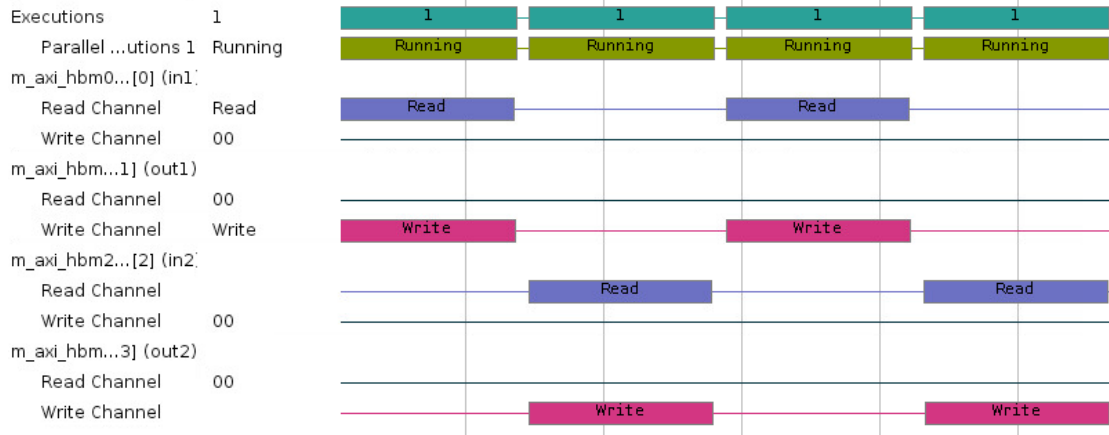 Executions 1 1 1 1 1
Parallel ...utions 1 Running Running Running Running Running
m_axi_hbm0...[0] (in1)
Read Channel Read Read Read
Write Channel 00
m_axi_hbm...1] (out1)
Read Channel 00
Write Channel Write Write Write
m_axi_hbm2...[2] (in2)
Read Channel Read Read
Write Channel 00
m_axi_hbm...3] (out2)
Read Channel 00
Write Channel Write Write